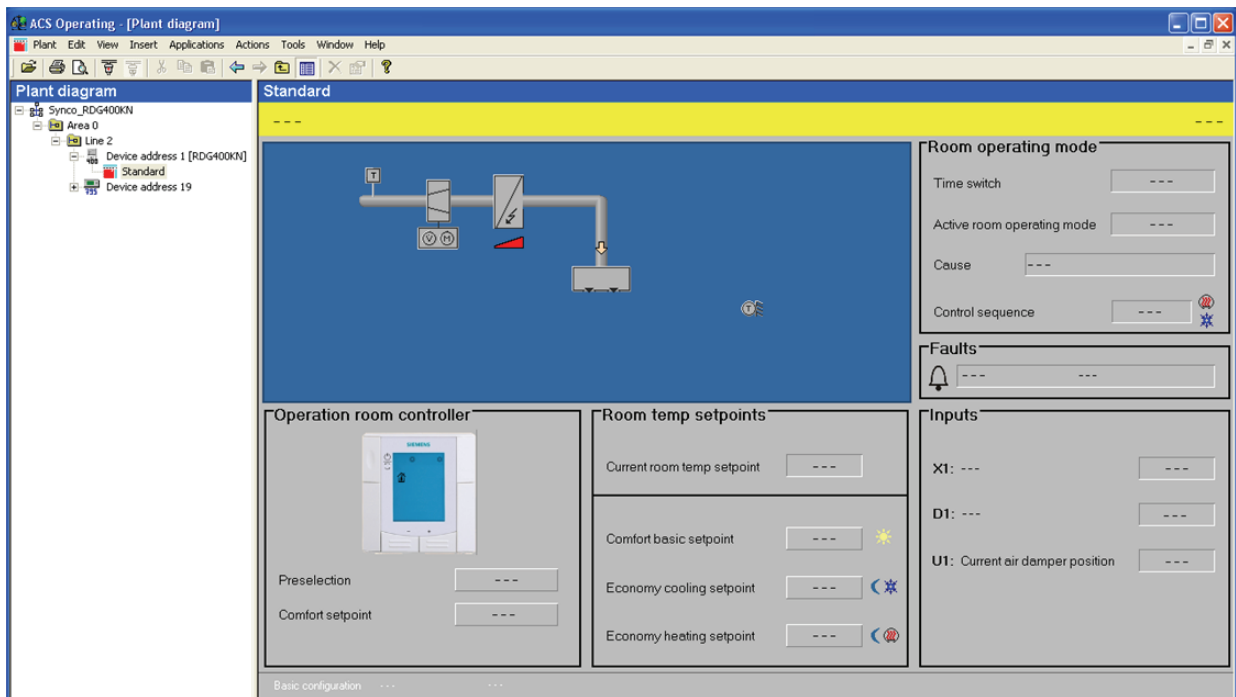 ACS Operating - [Plant diagram]
Plant Edit View Insert Applications Actions Tools Window Help
Plant diagram
Synco_RDG400KN
Area 0
Line 2
Device address 1 [RDG400KN]
Standard
Device address 19
Standard
--- ---
T
V M
T
Room operating mode
Time switch ---
Active room operating mode ---
Cause ---
Control sequence ---
Faults
--- ---
Operation room controller
SIEMENS
Preselection ---
Comfort setpoint ---
Room temp setpoints
Current room temp setpoint ---
Comfort basic setpoint ---
Economy cooling setpoint ---
Economy heating setpoint ---
Inputs
X1: --- ---
D1: --- ---
U1: Current air damper position ---
Basic configuration --- ---